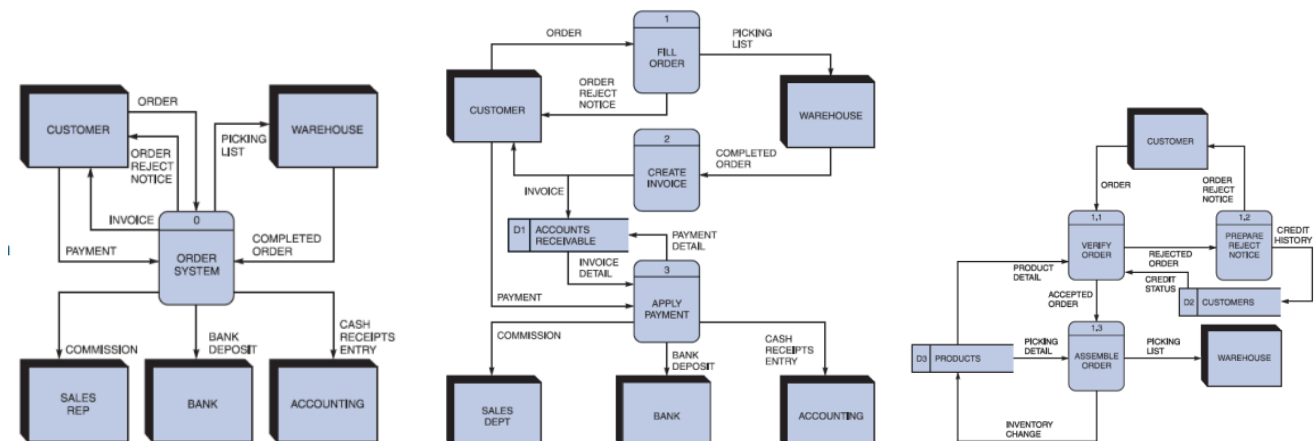 CUSTOMER
ORDER
WAREHOUSE
PICKING
LIST
ORDER
REJECT
NOTICE
INVOICE
0
ORDER
SYSTEM
PAYMENT
COMPLETED
ORDER
COMMISSION
BANK
DEPOSIT
CASH
RECEIPTS
ENTRY
SALES
REP
BANK
ACCOUNTING
1
FILL
ORDER
ORDER
PICKING
LIST
CUSTOMER
ORDER
REJECT
NOTICE
WAREHOUSE
2
CREATE
INVOICE
COMPLETED
ORDER
INVOICE
D1 ACCOUNTS
RECEIVABLE
PAYMENT
DETAIL
INVOICE
DETAIL
3
APPLY
PAYMENT
PAYMENT
COMMISSION
BANK
DEPOSIT
CASH
RECEIPTS
ENTRY
SALES
DEPT
BANK
ACCOUNTING
CUSTOMER
ORDER
ORDER
REJECT
NOTICE
1.1
VERIFY
ORDER
1.2
PREPARE
REJECT
NOTICE
CREDIT
HISTORY
REJECTED
ORDER
CREDIT
STATUS
PRODUCT
DETAIL
D2 CUSTOMERS
ACCEPTED
ORDER
1.3
ASSEMBLE
ORDER
D3 PRODUCTS
PICKING
DETAIL
PICKING
LIST
WAREHOUSE
INVENTORY
CHANGE